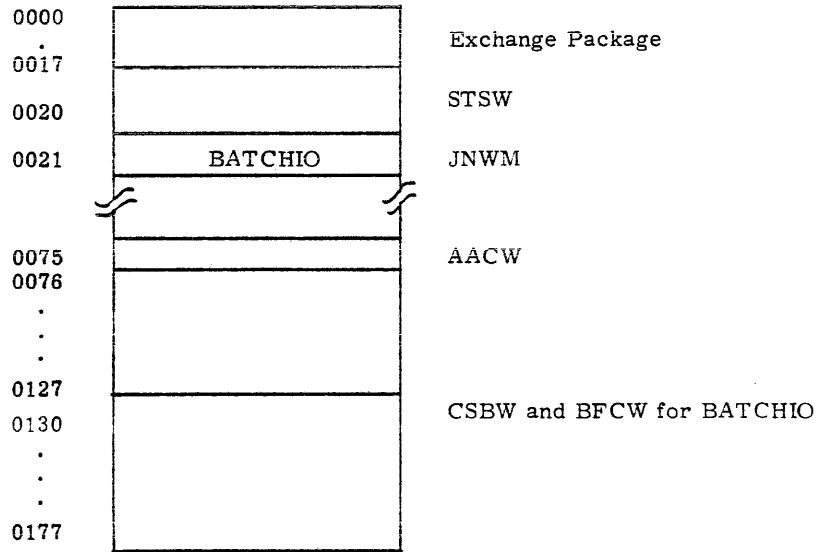 0000
.
0017
Exchange Package
0020
STSW
0021 BATCHIO JNWM
0075 AACW
0076
.
.
.
0127
CSBW and BFCW for BATCHIO
0130
.
.
.
0177